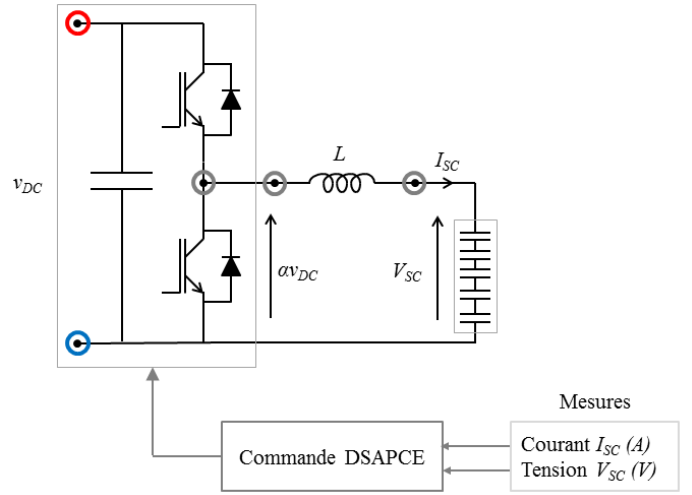 L
I_SC
v_DC
αv_DC
V_SC
Mesures
Commande DSAPCE
Courant I_SC (A)
Tension V_SC (V)